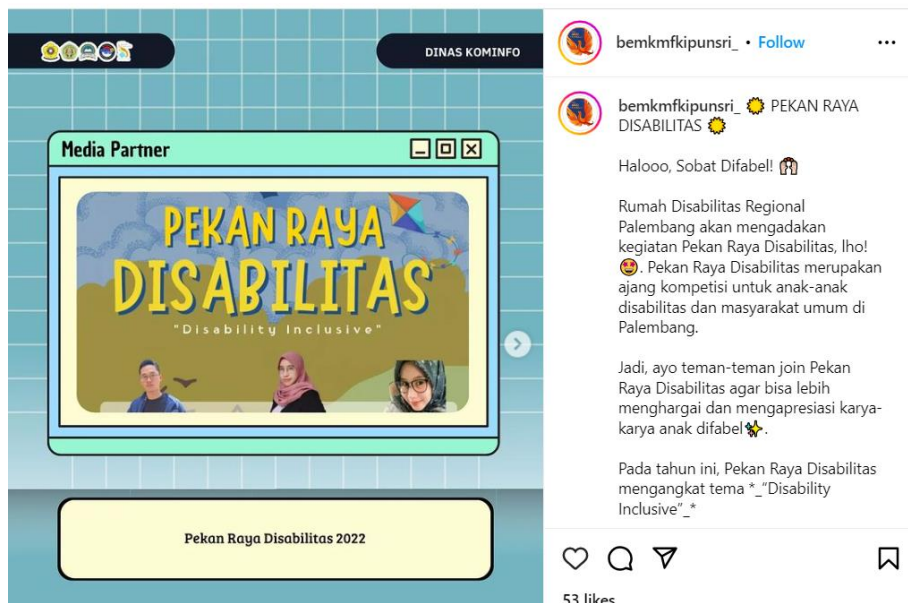 DINAS KOMINFO
Media Partner
PEKAN RAYA
DISABILITAS
"Disability Inclusive"
Pekan Raya Disabilitas 2022
bemkmfkipunsri_ • Follow
bemkmfkipunsri_ PEKAN RAYA
DISABILITAS
Halooo, Sobat Difabel!
Rumah Disabilitas Regional
Palembang akan mengadakan
kegiatan Pekan Raya Disabilitas, lho!
. Pekan Raya Disabilitas merupakan
ajang kompetisi untuk anak-anak
disabilitas dan masyarakat umum di
Palembang.
Jadi, ayo teman-teman join Pekan
Raya Disabilitas agar bisa lebih
menghargai dan mengapresiasi karya-
karya anak difabel.
Pada tahun ini, Pekan Raya Disabilitas
mengangkat tema *_"Disability
Inclusive"_*
53 likes